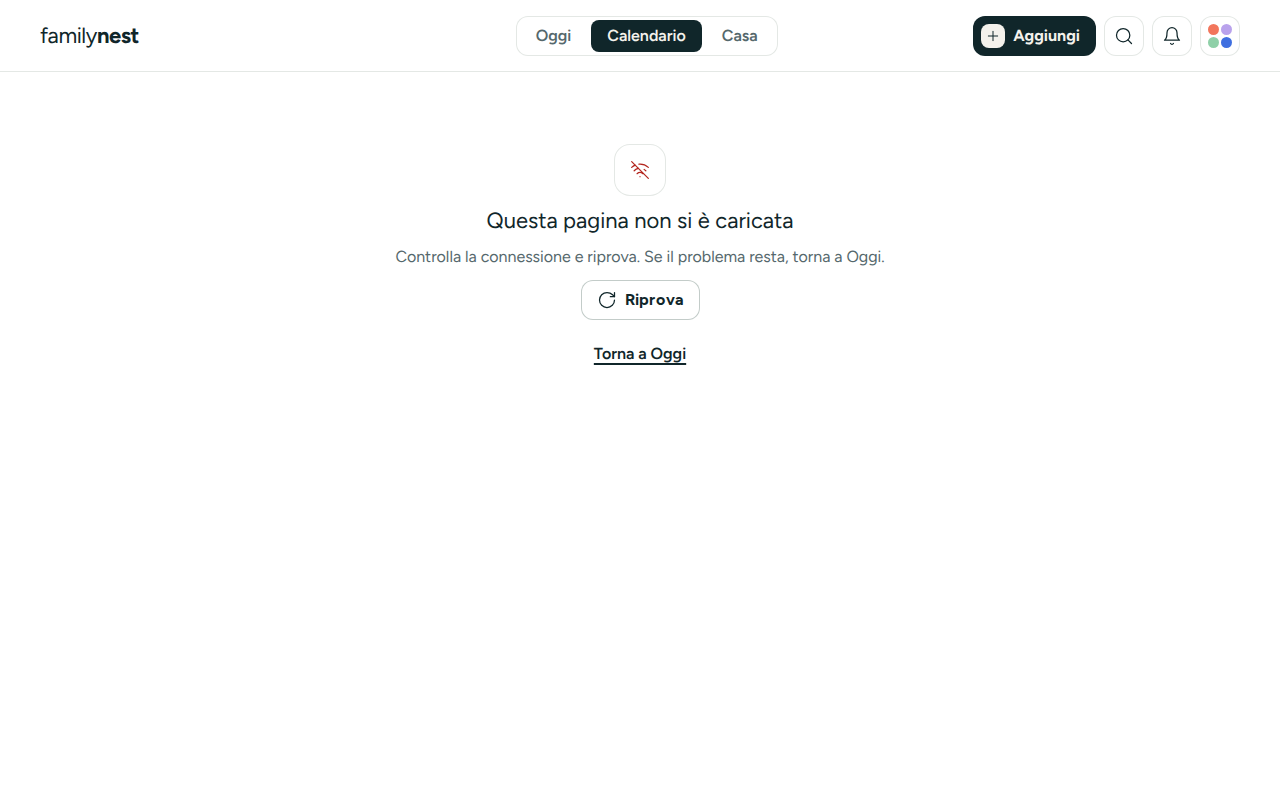 familynest
Oggi
Calendario
Casa
Aggiungi
Questa pagina non si è caricata
Controlla la connessione e riprova. Se il problema resta, torna a Oggi.
Riprova
Torna a Oggi